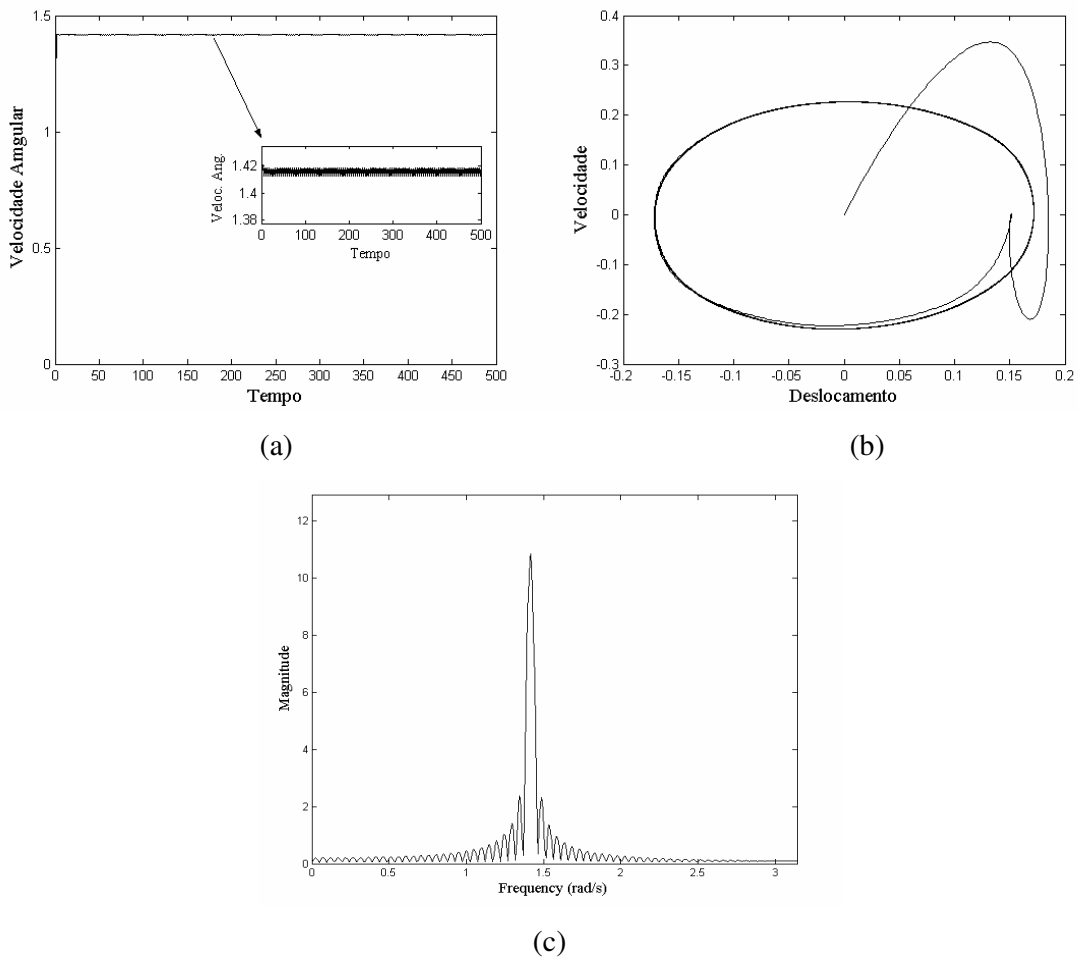 1.5
1
0.5
0
Velocidade Amgular
0 50 100 150 200 250 300 350 400 450 500
Tempo
Veloc. Ang.
1.42
1.4
1.38
0 100 200 300 400 500
Tempo
(a)
0.4
0.3
0.2
0.1
0
-0.1
-0.2
-0.3
Velocidade
-0.2 -0.15 -0.1 -0.05 0 0.05 0.1 0.15 0.2
Deslocamento
(b)
12
10
8
6
4
2
0
Magnitude
0 0.5 1 1.5 2 2.5 3
Frequency (rad/s)
(c)